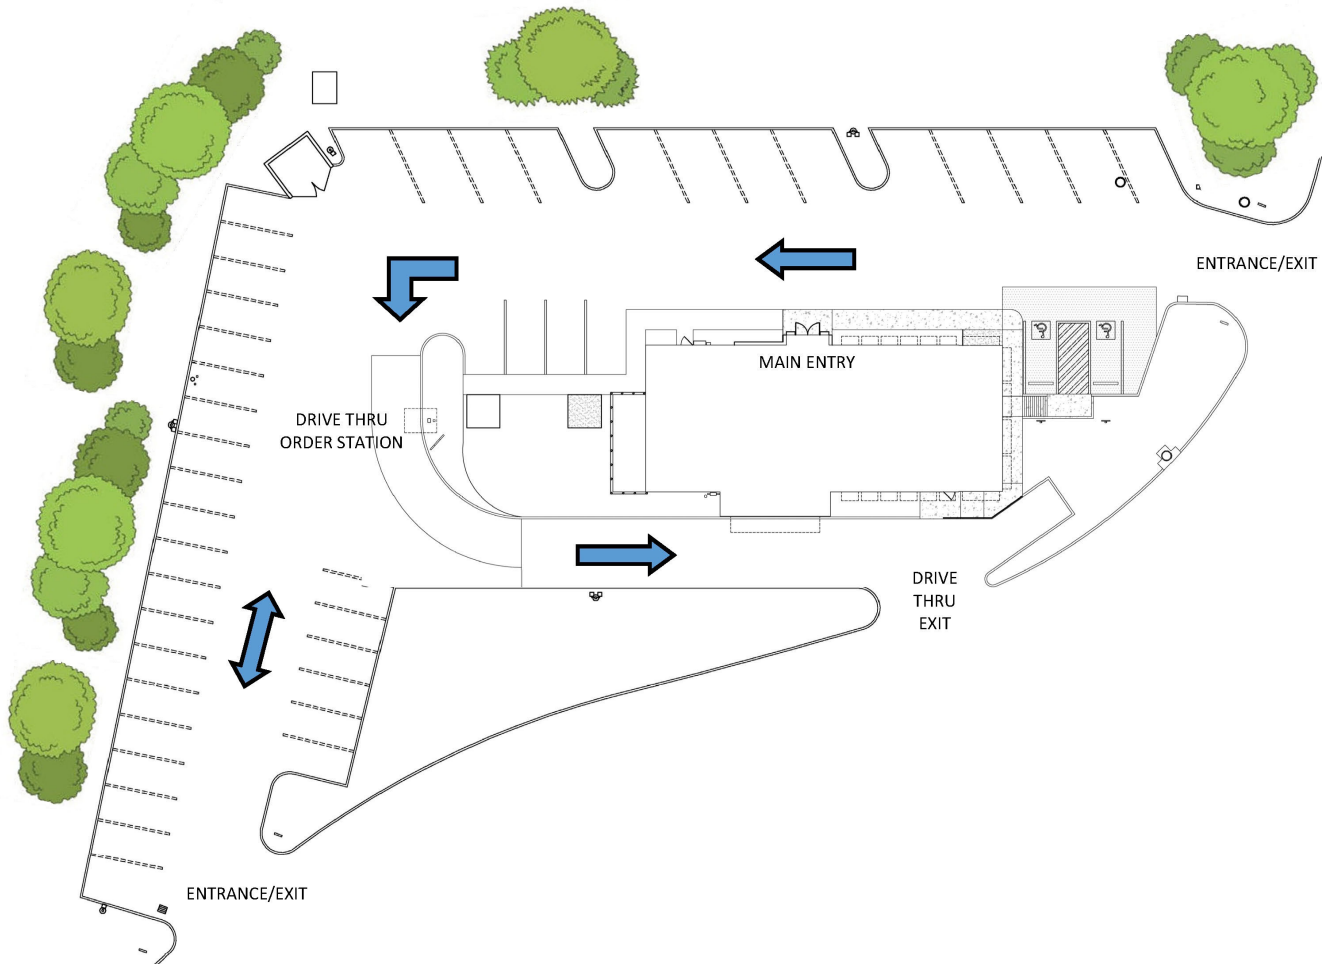 ENTRANCE/EXIT
MAIN ENTRY
DRIVE THRU
ORDER STATION
DRIVE
THRU
EXIT
ENTRANCE/EXIT